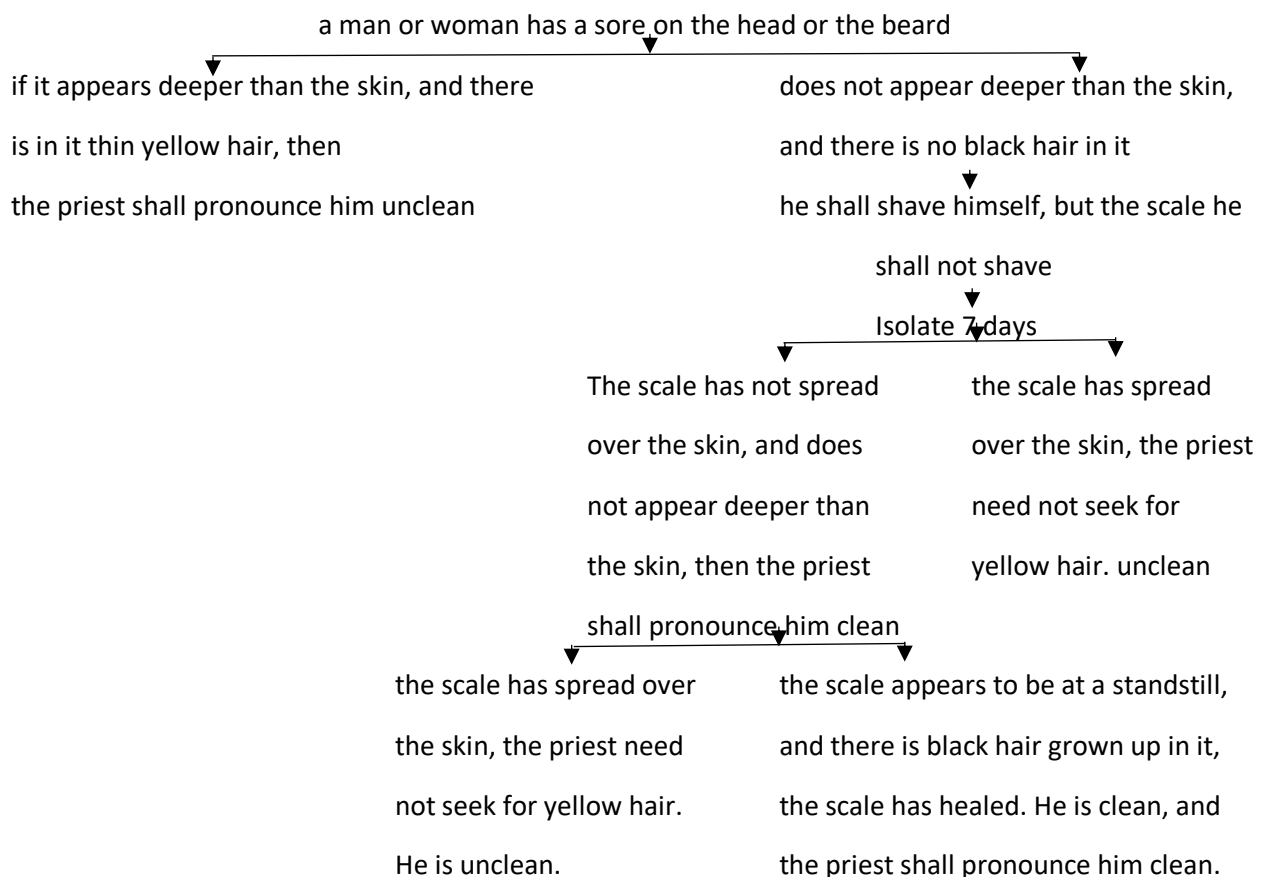 a man or woman has a sore on the head or the beard
if it appears deeper than the skin, and there
is in it thin yellow hair, then
the priest shall pronounce him unclean
does not appear deeper than the skin,
and there is no black hair in it
he shall shave himself, but the scale he
shall not shave
Isolate 7 days
The scale has not spread
over the skin, and does
not appear deeper than
the skin, then the priest
shall pronounce him clean
the scale has spread
over the skin, the priest
need not seek for
yellow hair. unclean
the scale has spread over
the skin, the priest need
not seek for yellow hair.
He is unclean.
the scale appears to be at a standstill,
and there is black hair grown up in it,
the scale has healed. He is clean, and
the priest shall pronounce him clean.